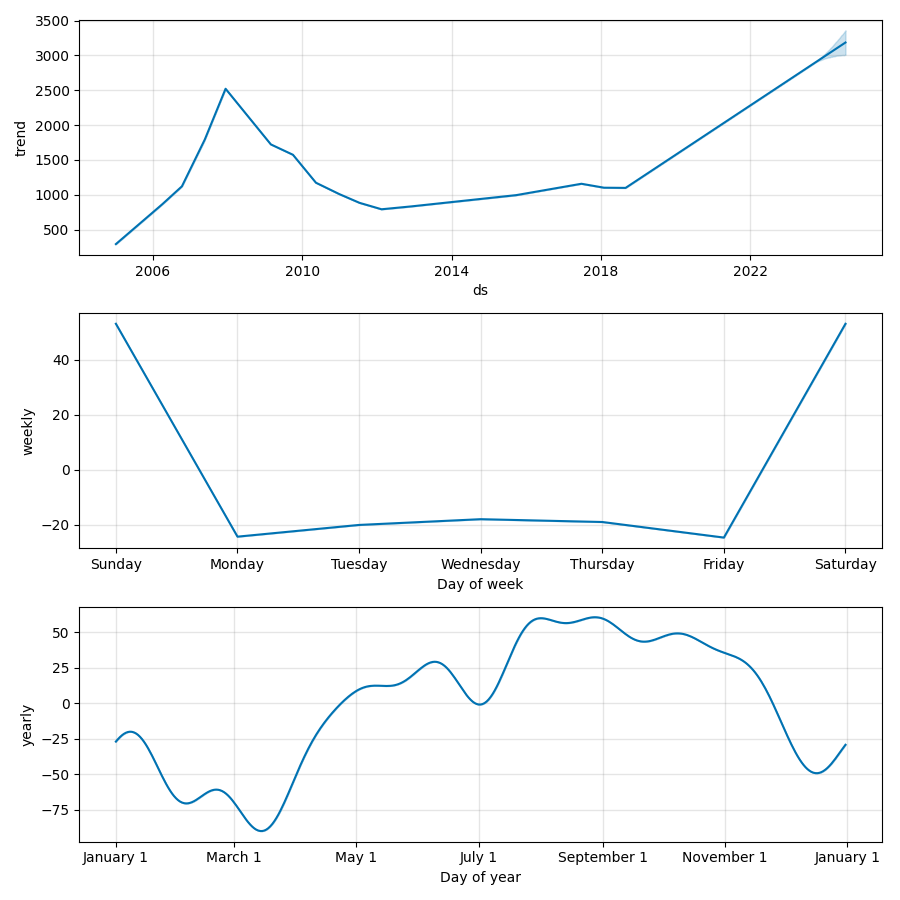 3500
3000
2500
2000
1500
1000
500
trend
2006 2010 2014 2018 2022
ds
40
20
0
−20
weekly
Sunday Monday Tuesday Wednesday Thursday Friday Saturday
Day of week
50
25
0
−25
−50
−75
yearly
January 1 March 1 May 1 July 1 September 1 November 1 January 1
Day of year